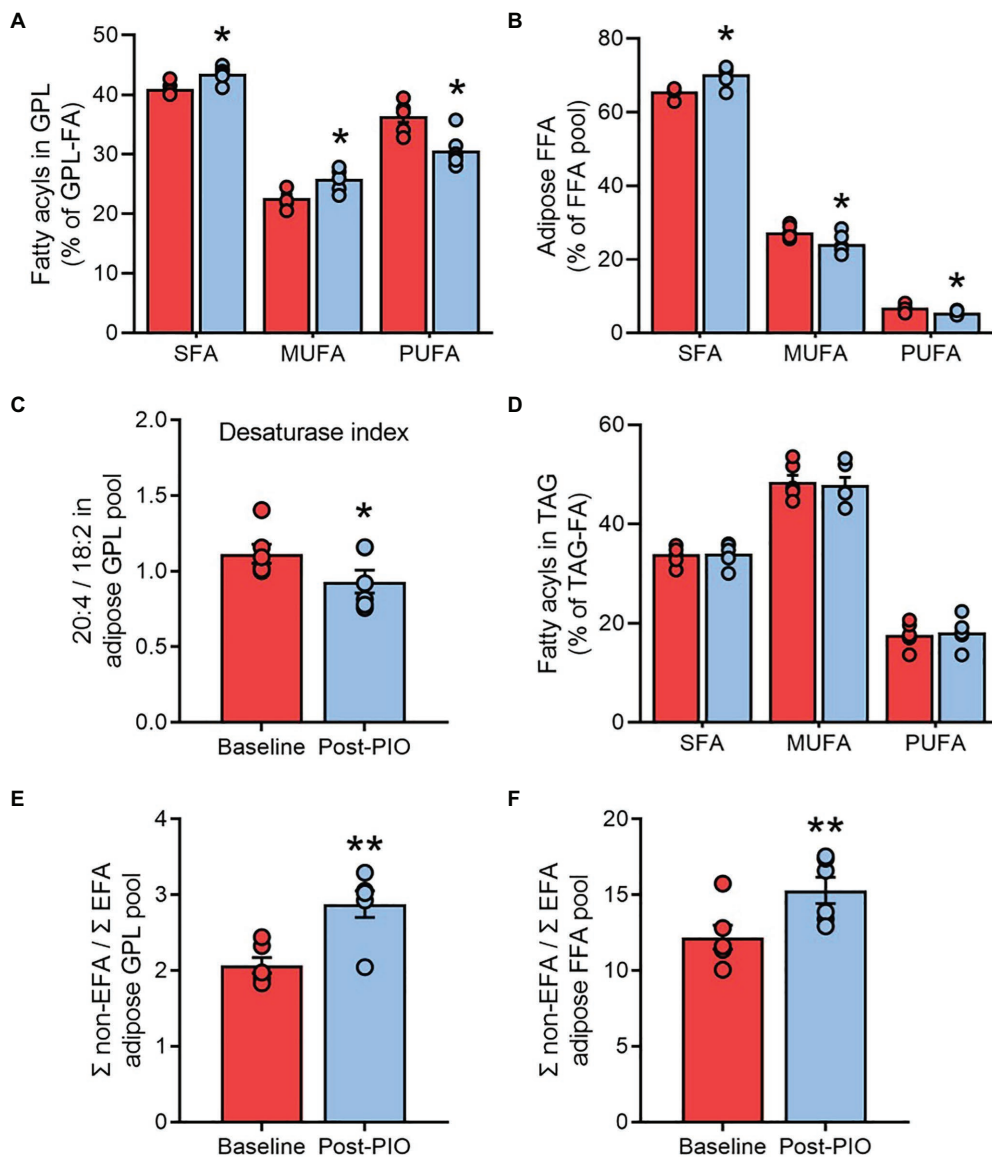 A
Fatty acyls in GPL
(% of GPL-FA)
50
40
30
20
10
0
*
*
*
SFA
MUFA
PUFA
B
Adipose FFA
(% of FFA pool)
80
60
40
20
0
*
*
*
SFA
MUFA
PUFA
C
20:4 / 18:2 in
adipose GPL pool
2.0
1.5
1.0
0.5
0.0
Desaturase index
*
Baseline
Post-PIO
D
Fatty acyls in TAG
(% of TAG-FA)
60
40
20
0
SFA
MUFA
PUFA
E
Σ non-EFA / Σ EFA
adipose GPL pool
4
3
2
1
0
**
Baseline
Post-PIO
F
Σ non-EFA / Σ EFA
adipose FFA pool
20
15
10
5
0
**
Baseline
Post-PIO